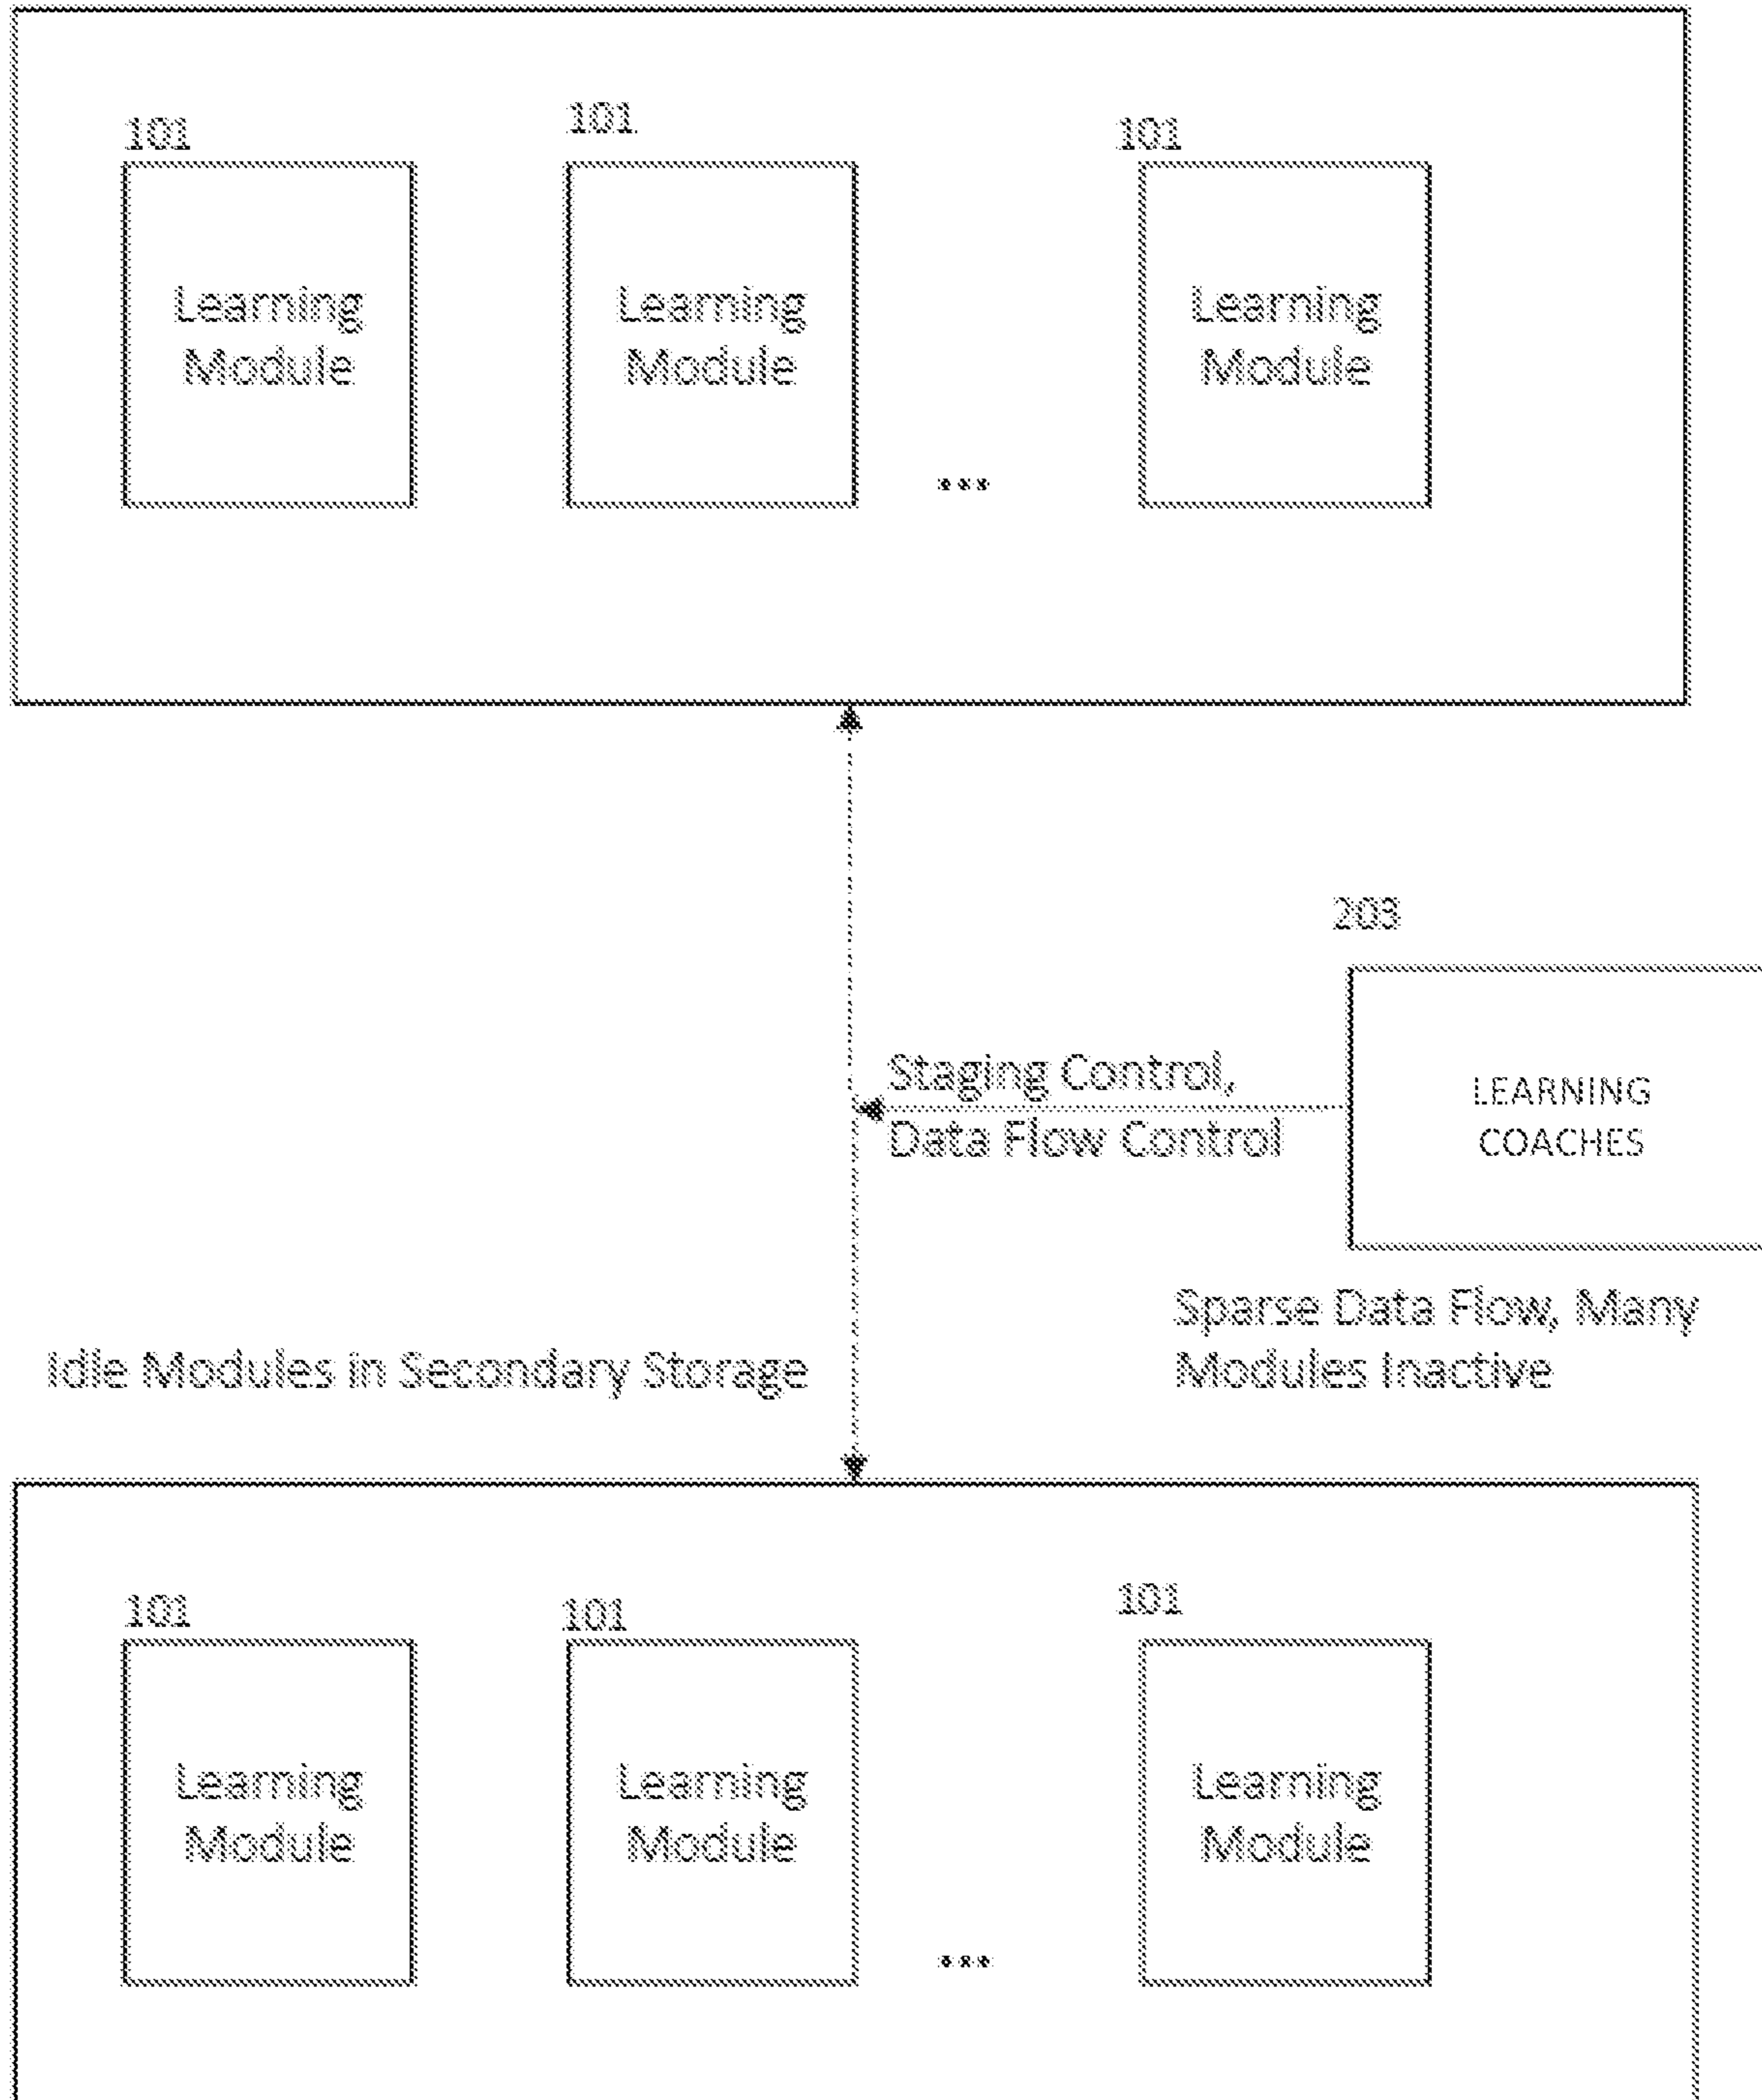 101
101
101
Learning
Module
Learning
Module
Learning
Module
...
203
Staging Control,
Data Flow Control
LEARNING
COACHES
Sparse Data Flow, Many
Modules Inactive
Idle Modules in Secondary Storage
101
101
101
Learning
Module
Learning
Module
Learning
Module
...